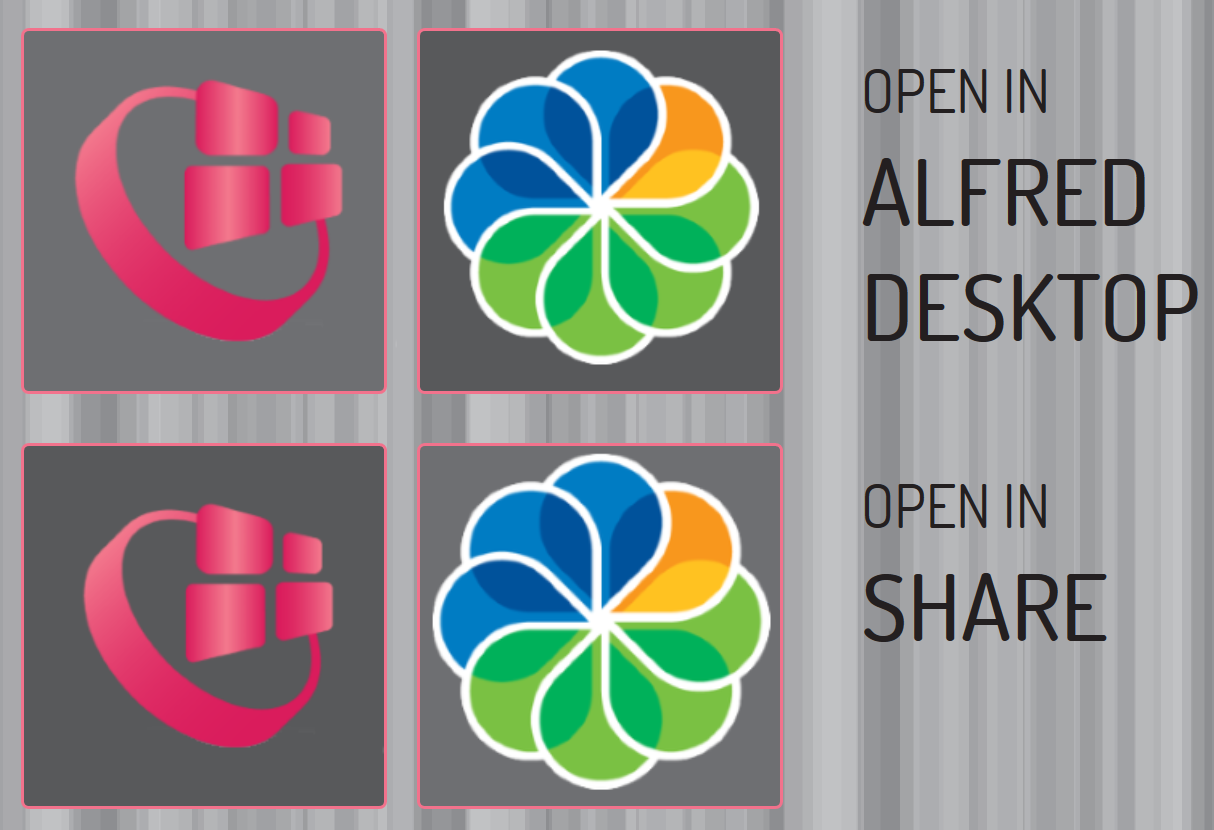 OPEN IN
ALFRED
DESKTOP
OPEN IN
SHARE